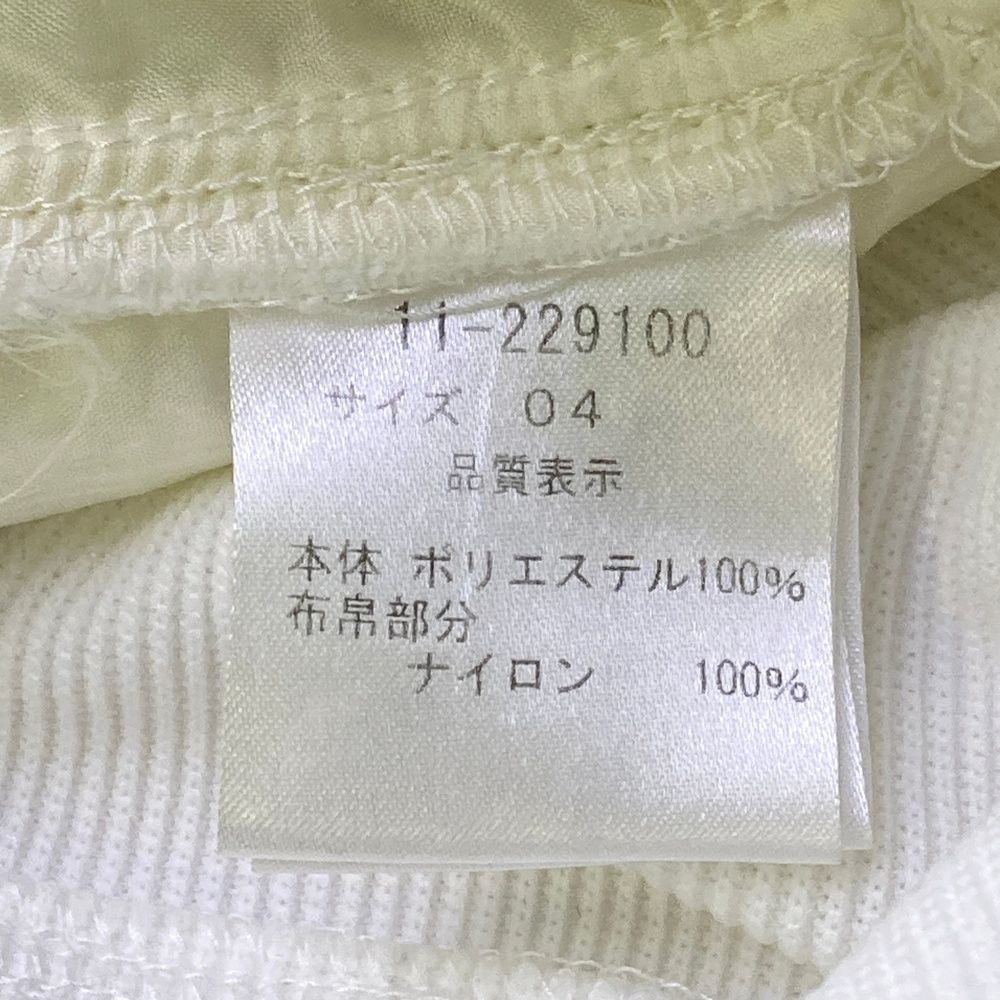 11-229100
サイズ 04
品質表示
本体 ポリエステル100%
布帛部分
ナイロン 100%